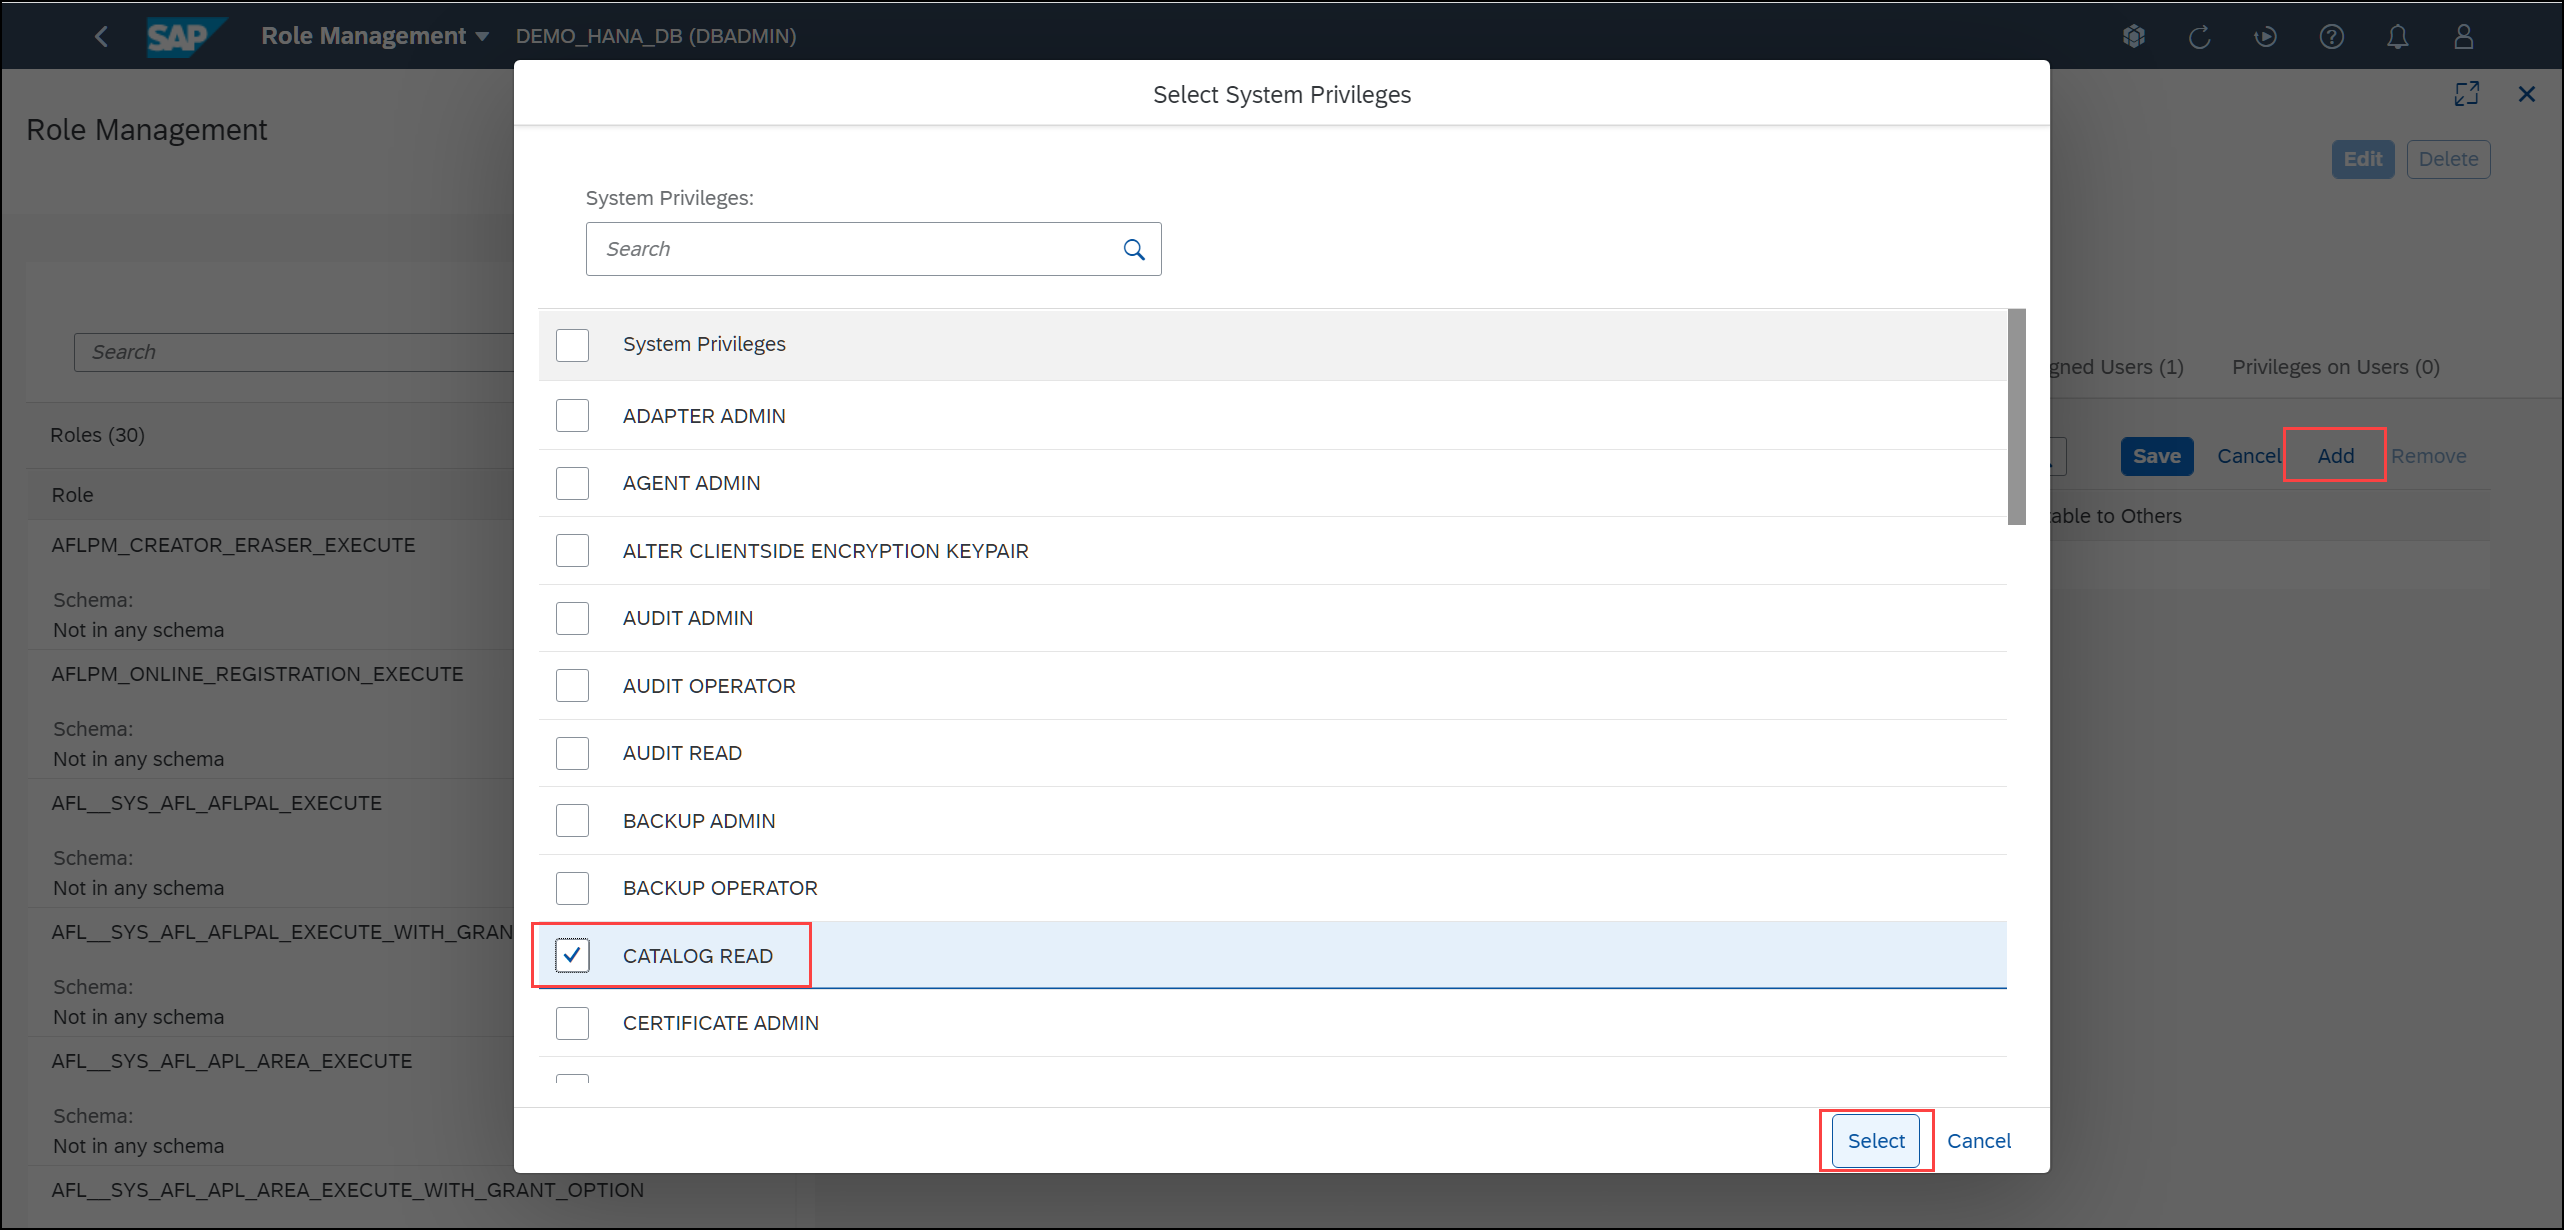 SAP
Role Management
DEMO_HANA_DB (DBADMIN)
Role Management
Edit
Delete
Search
gned Users (1)
Privileges on Users (0)
Roles (30)
Save
Cancel
Add
Remove
Role
able to Others
AFLPM_CREATOR_ERASER_EXECUTE
Schema:
Not in any schema
AFLPM_ONLINE_REGISTRATION_EXECUTE
Schema:
Not in any schema
AFL__SYS_AFL_AFLPAL_EXECUTE
Schema:
Not in any schema
AFL__SYS_AFL_AFLPAL_EXECUTE_WITH_GRAN
Schema:
Not in any schema
AFL__SYS_AFL_APL_AREA_EXECUTE
Schema:
Not in any schema
AFL__SYS_AFL_APL_AREA_EXECUTE_WITH_GRANT_OPTION
Select System Privileges
System Privileges:
Search
System Privileges
ADAPTER ADMIN
AGENT ADMIN
ALTER CLIENTSIDE ENCRYPTION KEYPAIR
AUDIT ADMIN
AUDIT OPERATOR
AUDIT READ
BACKUP ADMIN
BACKUP OPERATOR
CATALOG READ
CERTIFICATE ADMIN
Select
Cancel